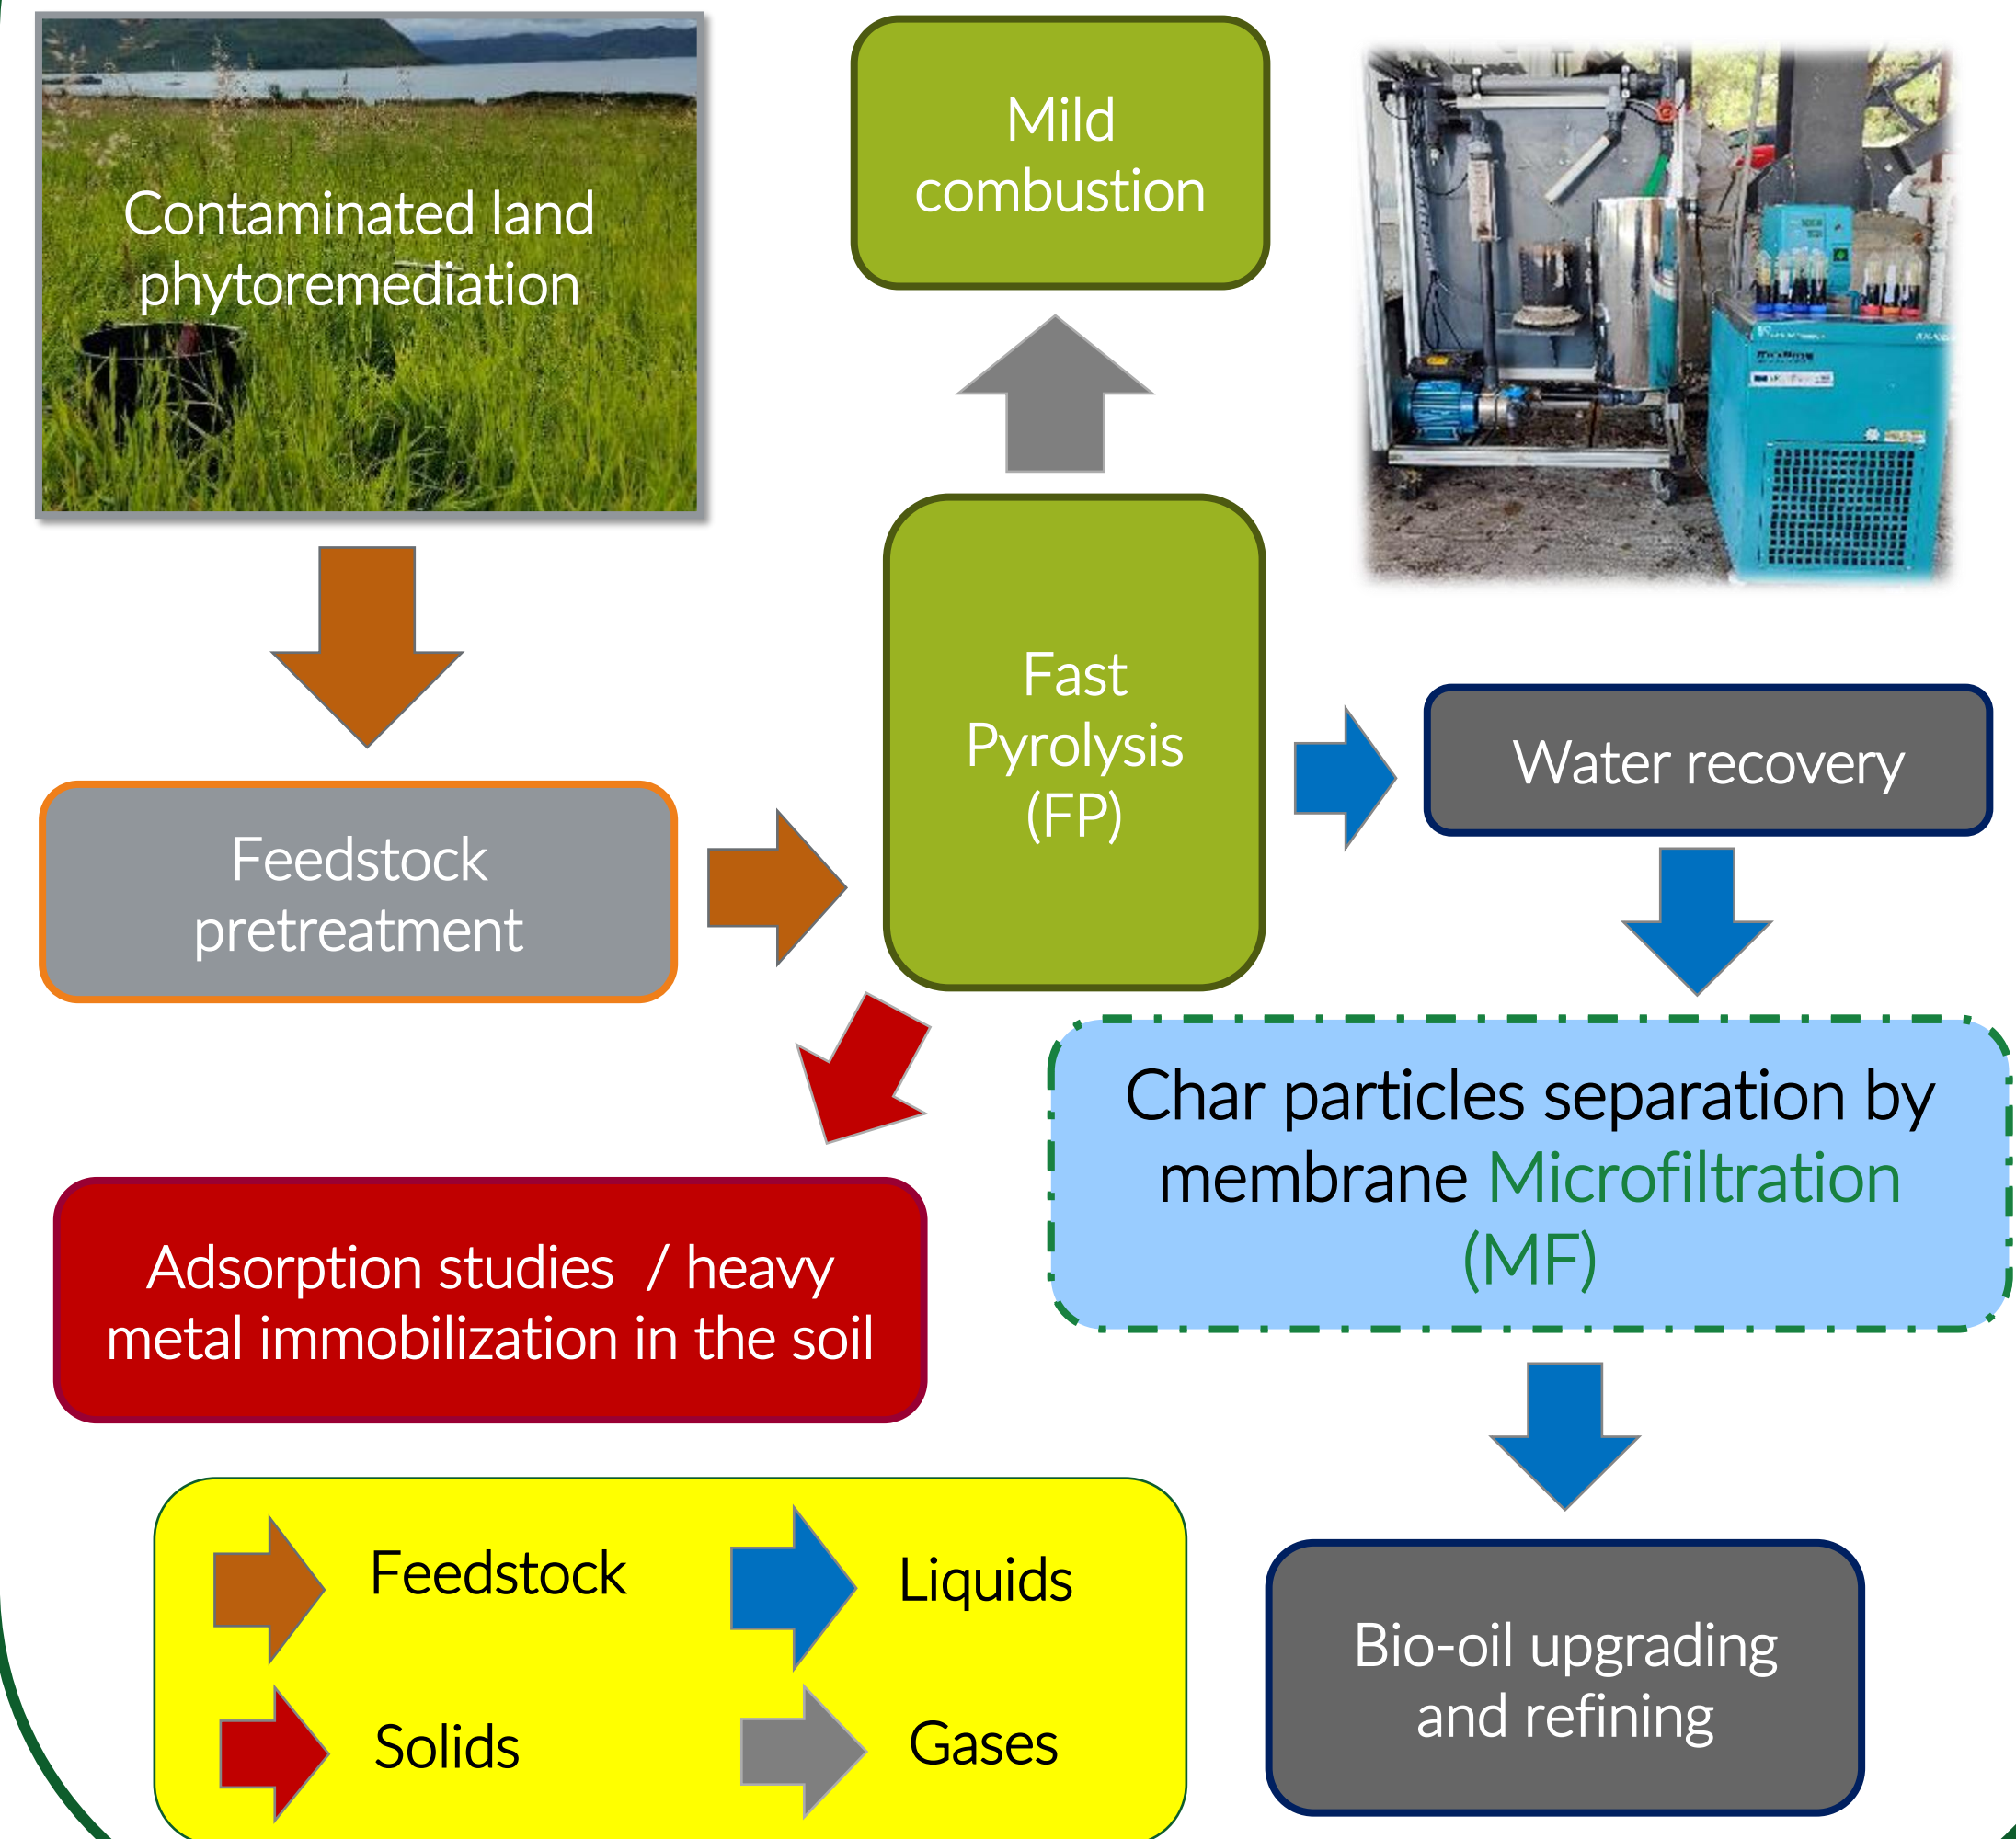 Contaminated land
phytoremediation
Mild
combustion
Fast
Pyrolysis
(FP)
Water recovery
Feedstock
pretreatment
Char particles separation by
membrane Microfiltration
(MF)
Adsorption studies / heavy
metal immobilization in the soil
Bio-oil upgrading
and refining
Feedstock
Liquids
Solids
Gases